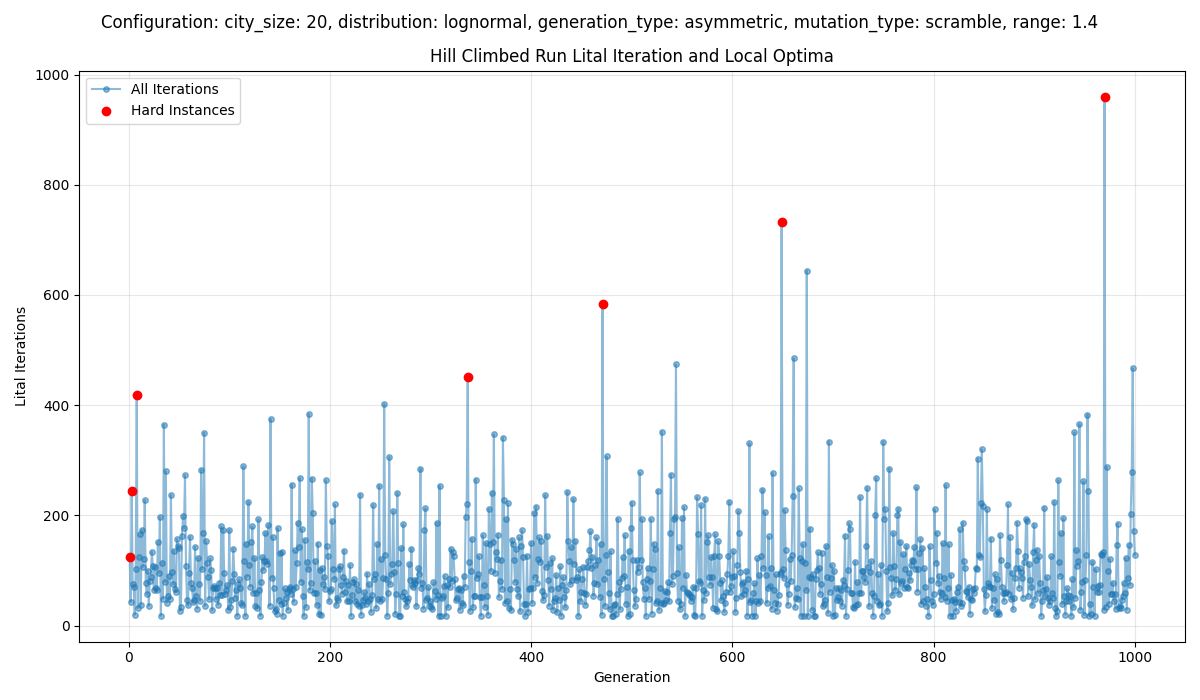 Configuration: city_size: 20, distribution: lognormal, generation_type: asymmetric, mutation_type: scramble, range: 1.4
Hill Climbed Run Lital Iteration and Local Optima
All Iterations
Hard Instances
Lital Iterations
1000
800
600
400
200
0
0 200 400 600 800 1000
Generation